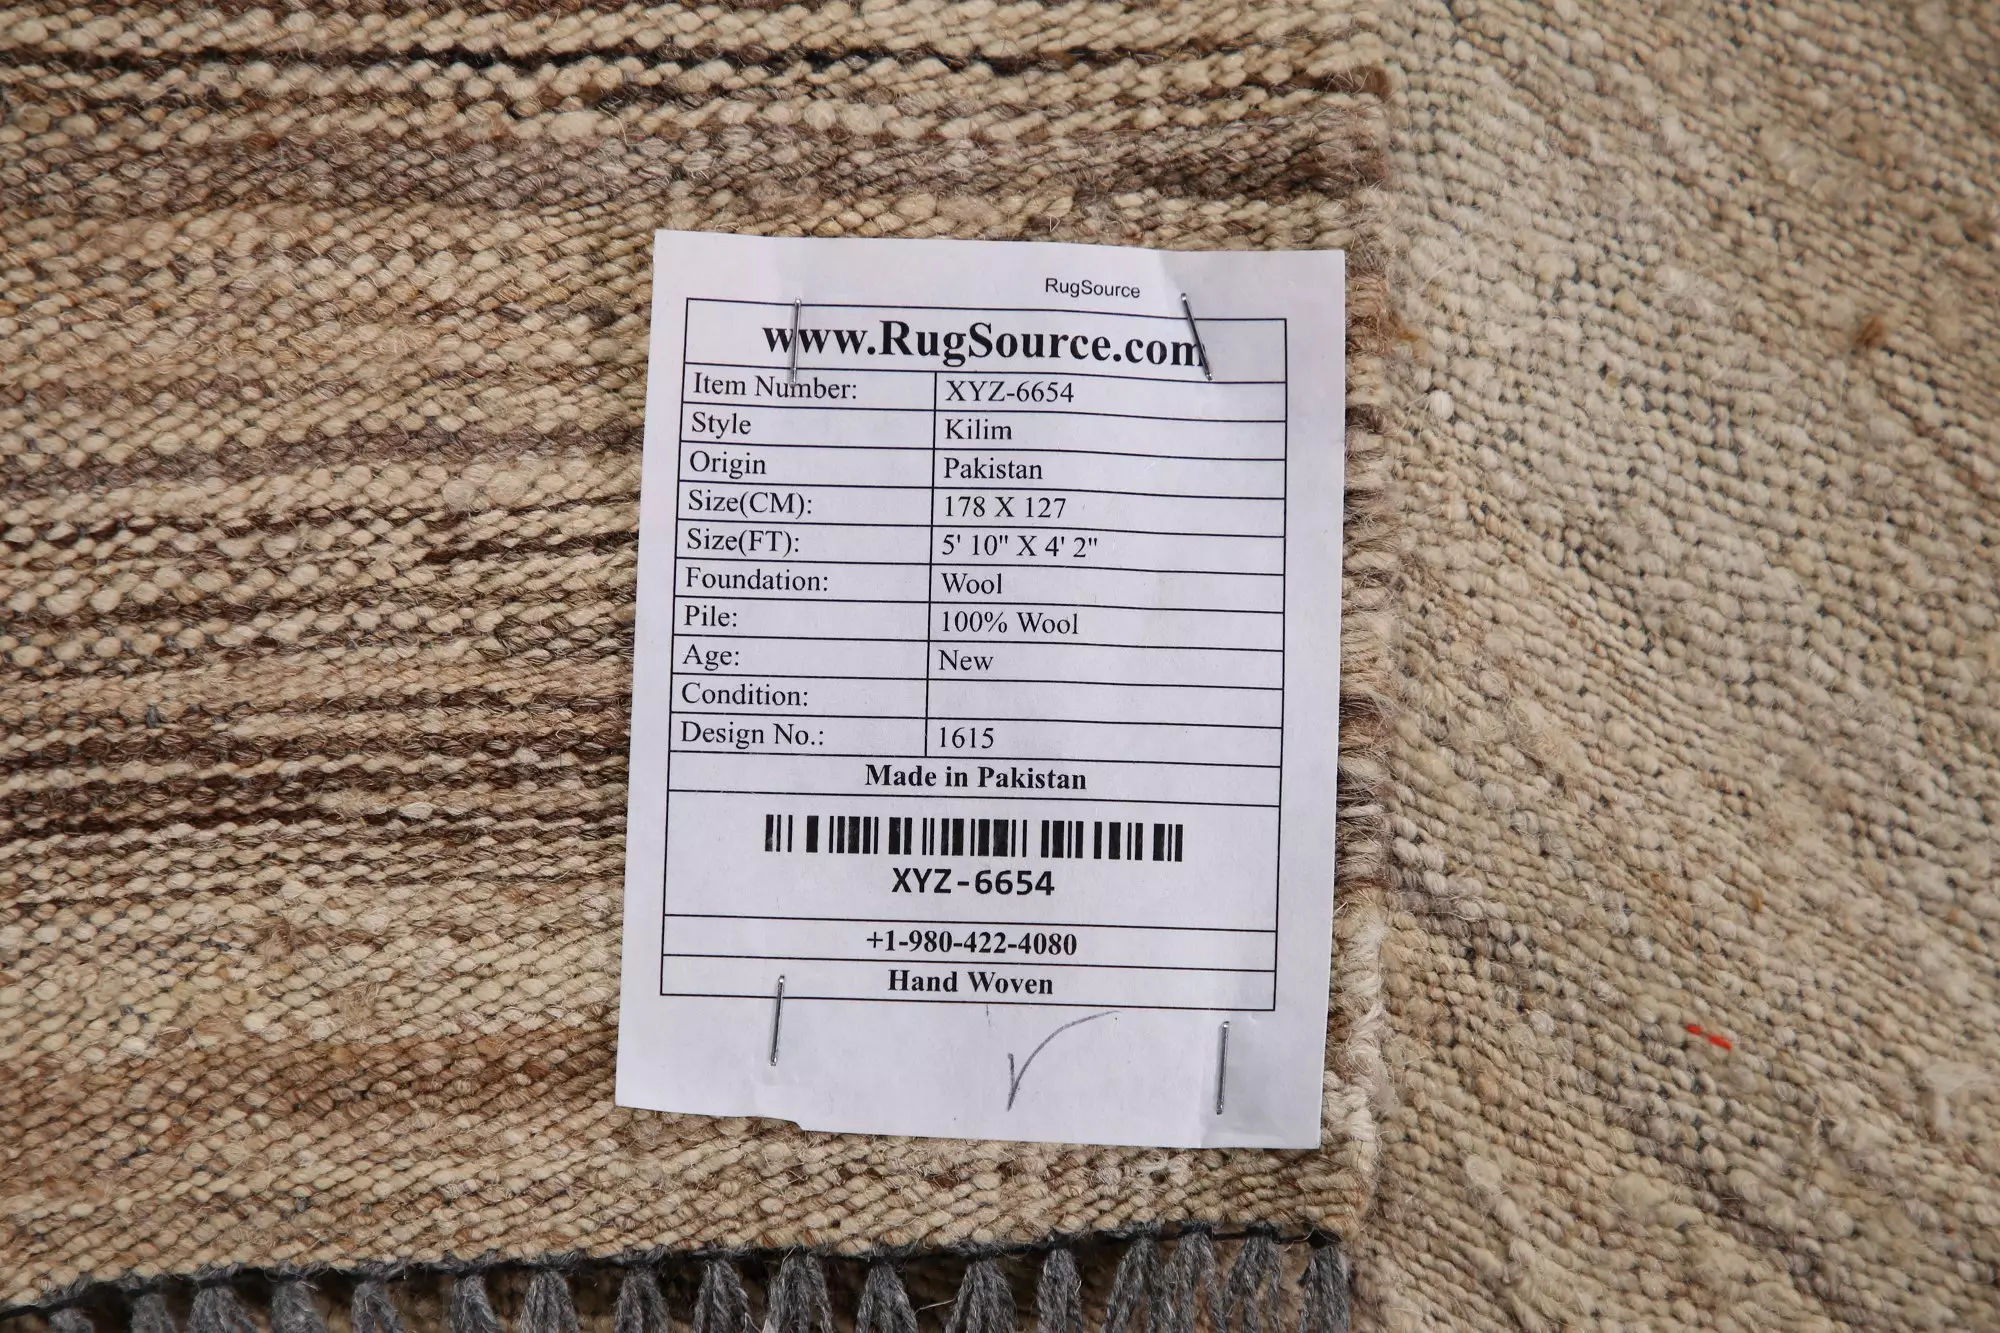 RugSource
www.RugSource.com
Item Number: XYZ-6654
Style Kilim
Origin Pakistan
Size(CM): 178 X 127
Size(FT): 5' 10" X 4' 2"
Foundation: Wool
Pile: 100% Wool
Age: New
Condition:
Design No.: 1615
Made in Pakistan
XYZ-6654
+1-980-422-4080
Hand Woven